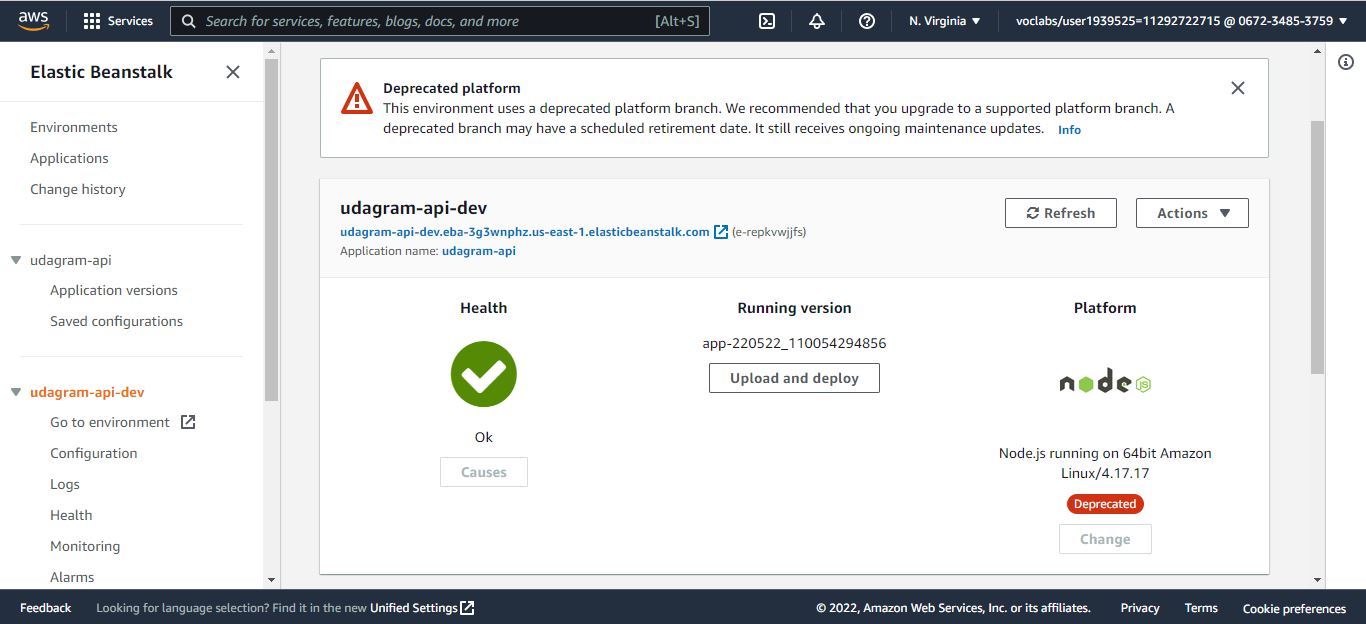 aws
Services
Search for services, features, blogs, docs, and more [Alt+S]
N. Virginia ▼
voclabs/user1939525=11292722715 @ 0672-3485-3759 ▼
Elastic Beanstalk
Environments
Applications
Change history
udagram-api
Application versions
Saved configurations
udagram-api-dev
Go to environment
Configuration
Logs
Health
Monitoring
Alarms
Deprecated platform
This environment uses a deprecated platform branch. We recommended that you upgrade to a supported platform branch. A
deprecated branch may have a scheduled retirement date. It still receives ongoing maintenance updates. Info
udagram-api-dev
udagram-api-dev.eba-3g3wnphz.us-east-1.elasticbeanstalk.com (e-repkvwjjfs)
Application name: udagram-api
Refresh
Actions ▼
Health
Ok
Causes
Running version
app-220522_110054294856
Upload and deploy
Platform
node JS
Node.js running on 64bit Amazon
Linux/4.17.17
Deprecated
Change
Feedback
Looking for language selection? Find it in the new Unified Settings
© 2022, Amazon Web Services, Inc. or its affiliates.
Privacy
Terms
Cookie preferences